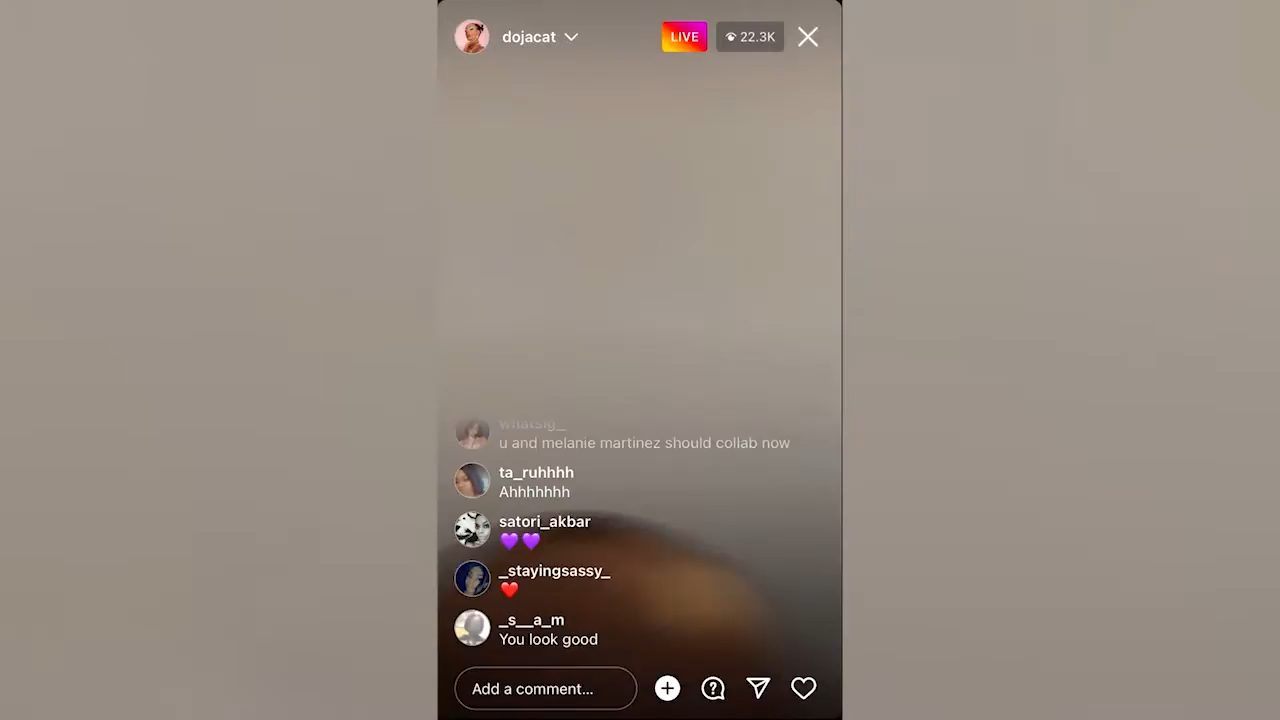 dojacat
LIVE
22.3K
whatsig_
u and melanie martinez should collab now
ta_ruhhhh
Ahhhhhhh
satori_akbar
💜💜
_stayingsassy_
❤️
_s__a_m
You look good
Add a comment...